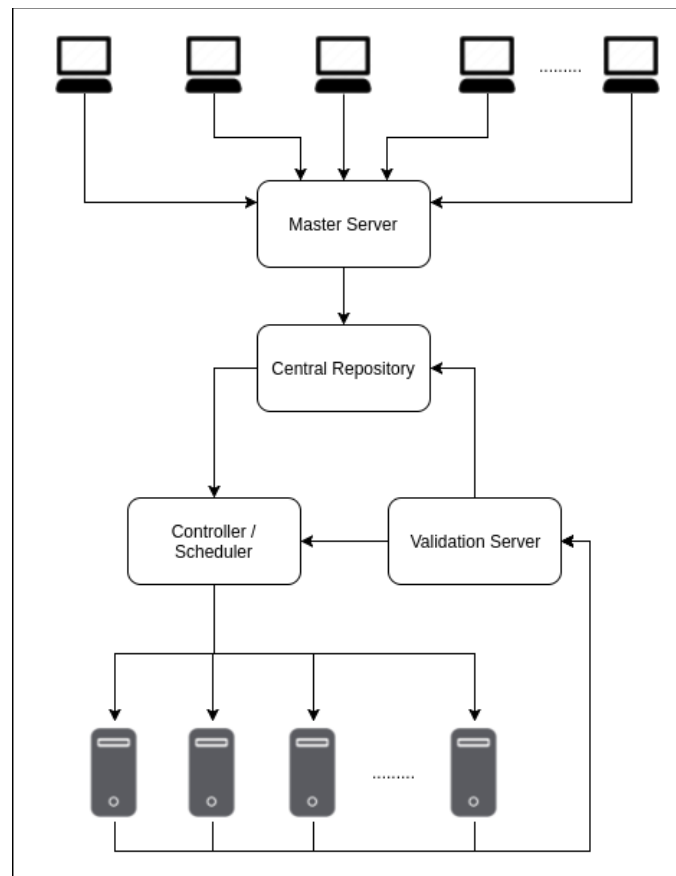 .........
Master Server
Central Repository
Controller /
Scheduler
Validation Server
.........